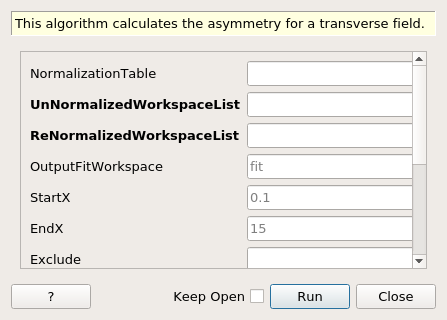 This algorithm calculates the asymmetry for a transverse field.
NormalizationTable
UnNormalizedWorkspaceList
ReNormalizedWorkspaceList
OutputFitWorkspace fit
StartX 0.1
EndX 15
Exclude
? Keep Open Run Close